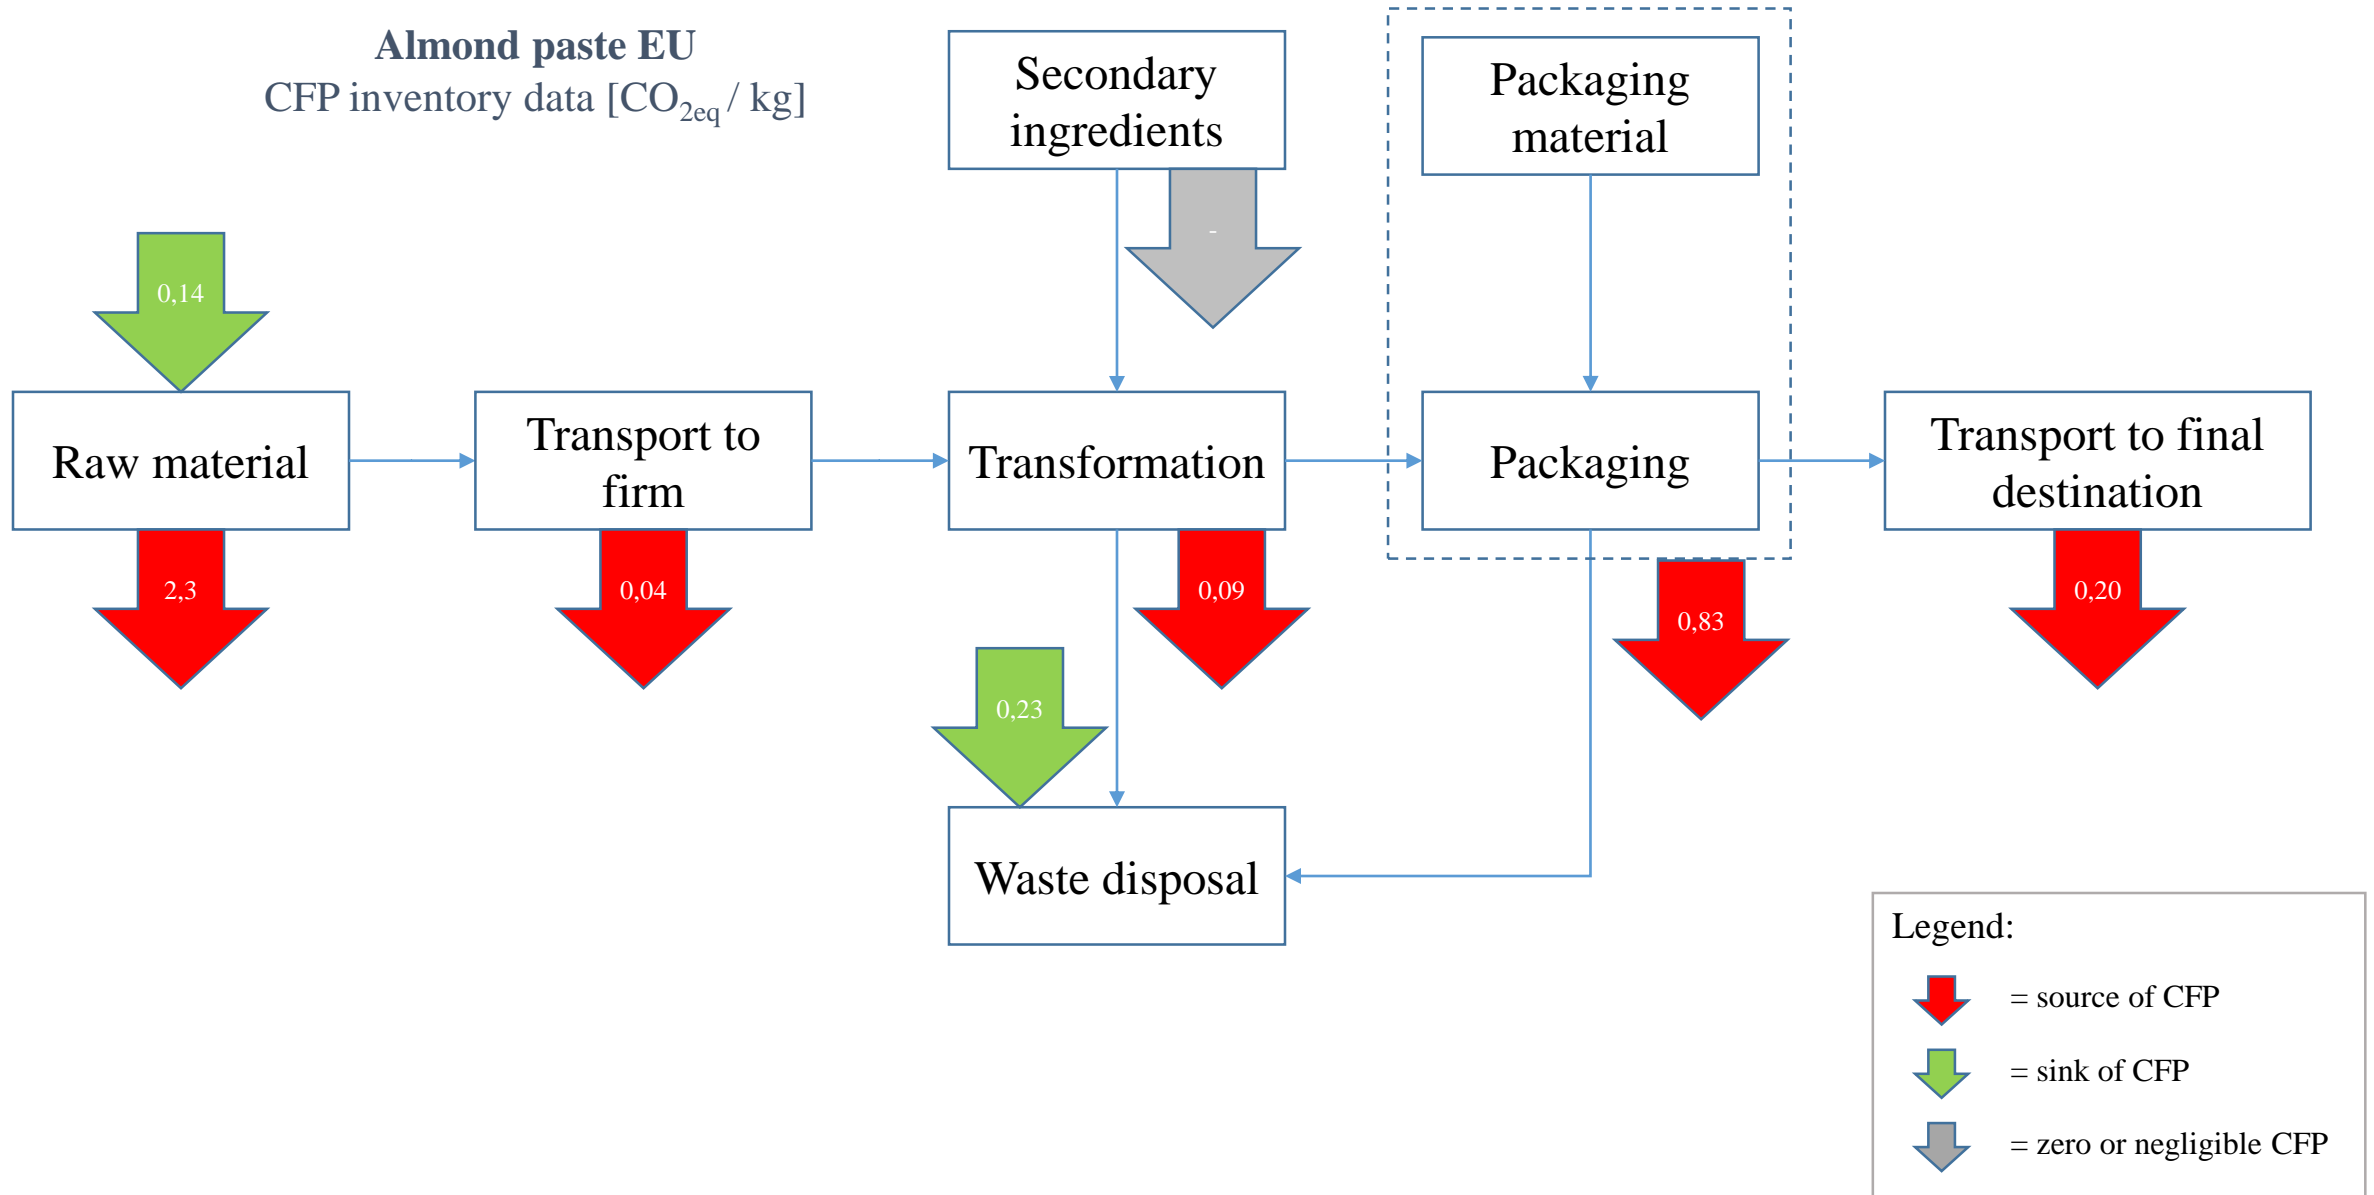 Almond paste EU
CFP inventory data [CO2eq / kg]
Secondary
ingredients
Packaging
material
-
0,14
Raw material
Transport to
firm
Transformation
Packaging
Transport to final
destination
2,3
0,04
0,09
0,83
0,20
0,23
Waste disposal
Legend:
= source of CFP
= sink of CFP
= zero or negligible CFP